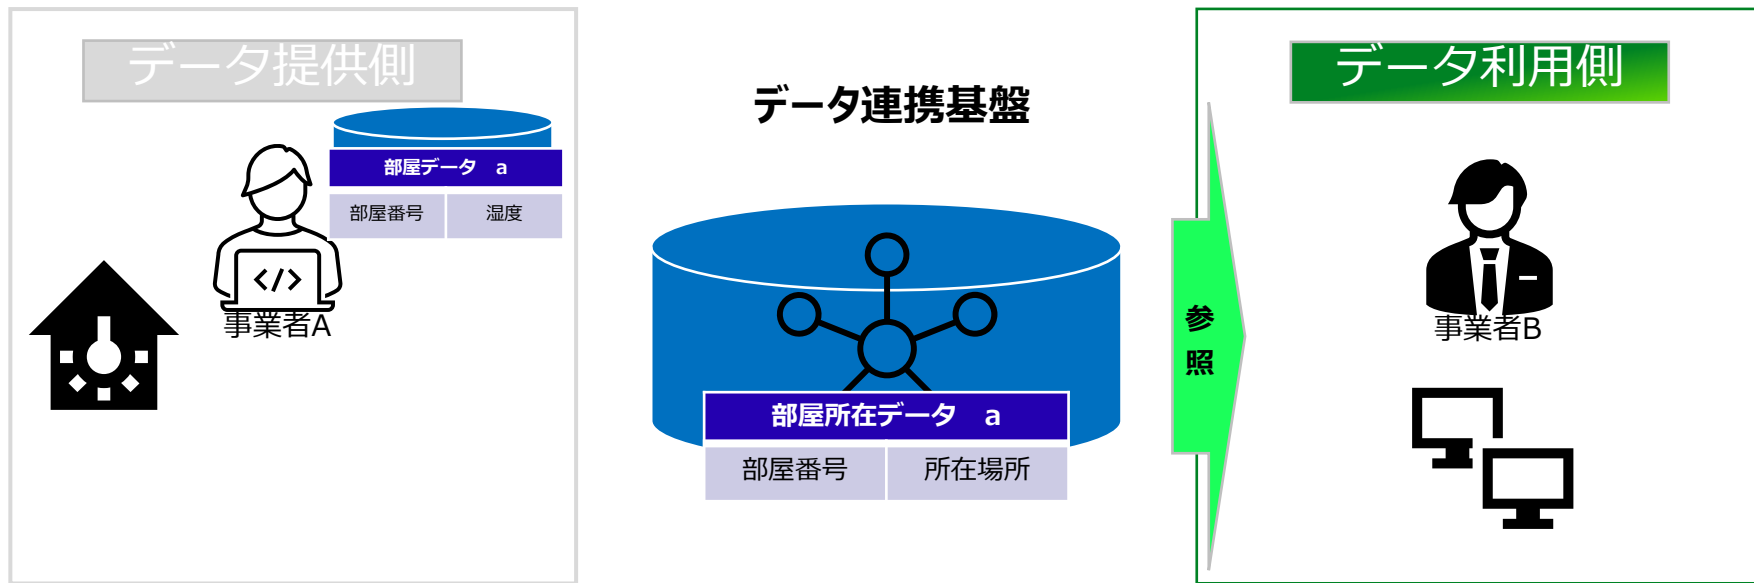 データ提供側
部屋データ　a
部屋番号 湿度
事業者A
データ連携基盤
部屋所在データ　a
部屋番号 所在場所
参
照
データ利用側
事業者B